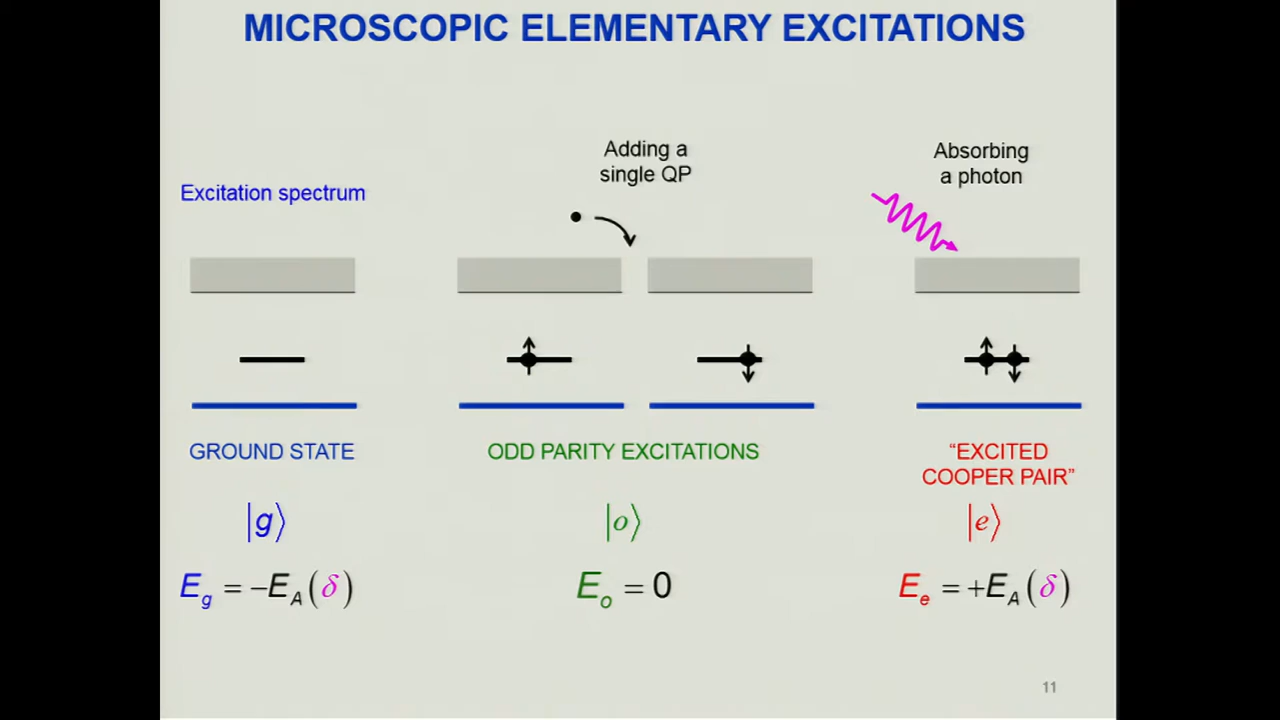 MICROSCOPIC ELEMENTARY EXCITATIONS
Excitation spectrum
Adding a
single QP
Absorbing
a photon
GROUND STATE
ODD PARITY EXCITATIONS
“EXCITED
COOPER PAIR”
|g⟩
|o⟩
|e⟩
E_g = −E_A(δ)
E_o = 0
E_e = +E_A(δ)
11